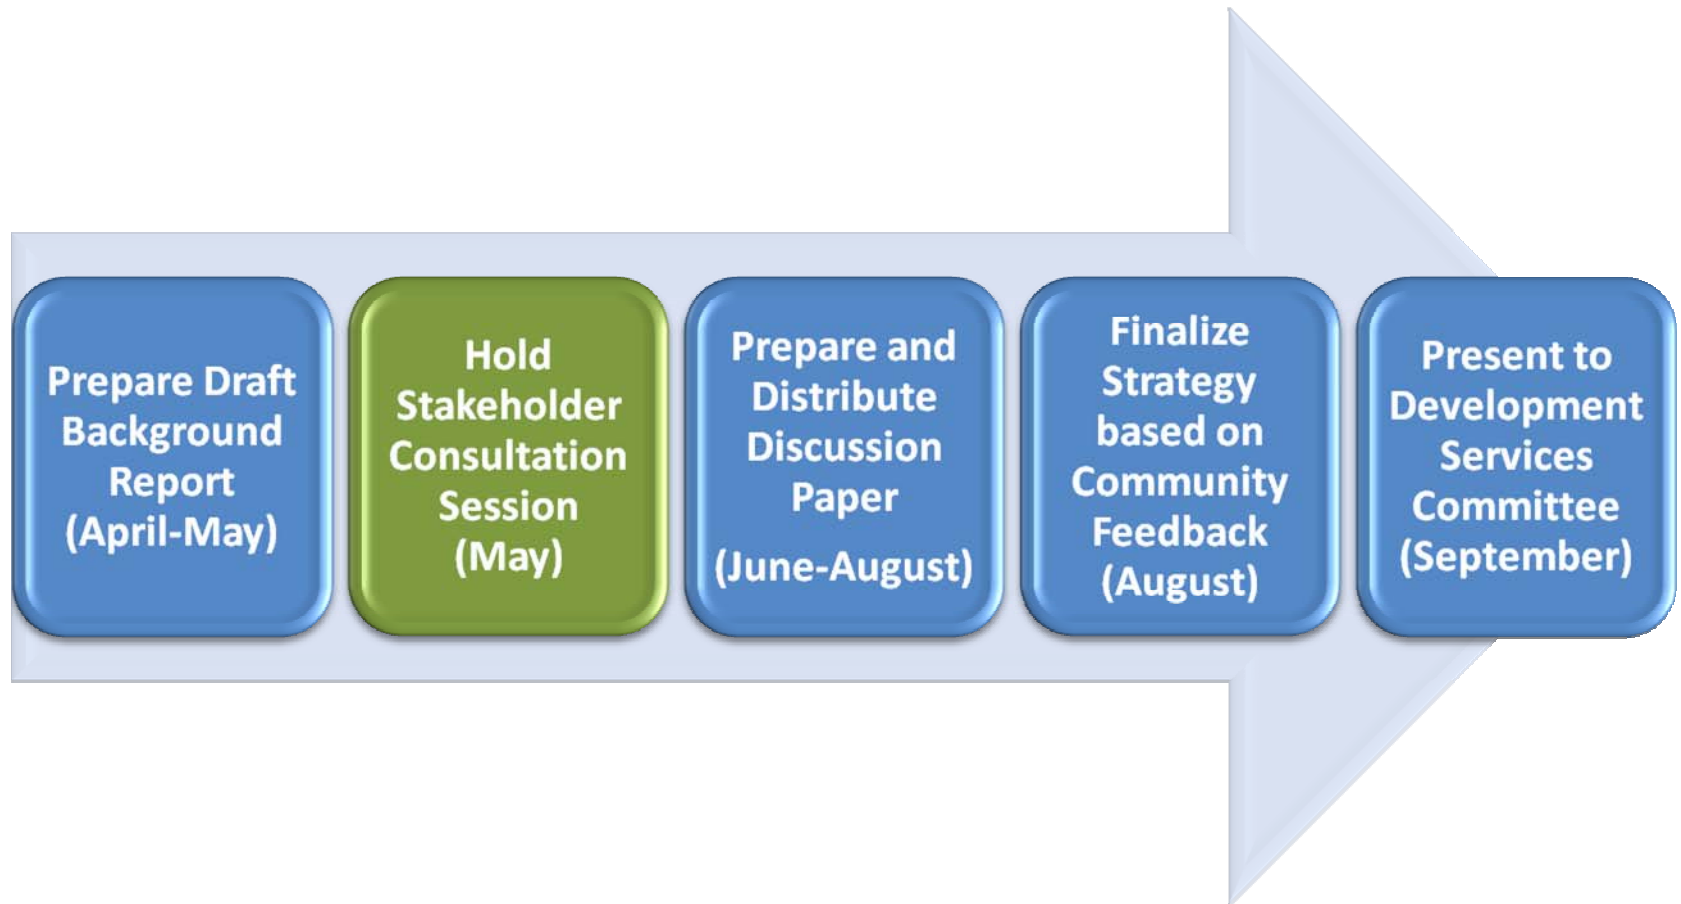 Prepare Draft
Background
Report
(April-May)
Hold
Stakeholder
Consultation
Session
(May)
Prepare and
Distribute
Discussion
Paper
(June-August)
Finalize
Strategy
based on
Community
Feedback
(August)
Present to
Development
Services
Committee
(September)